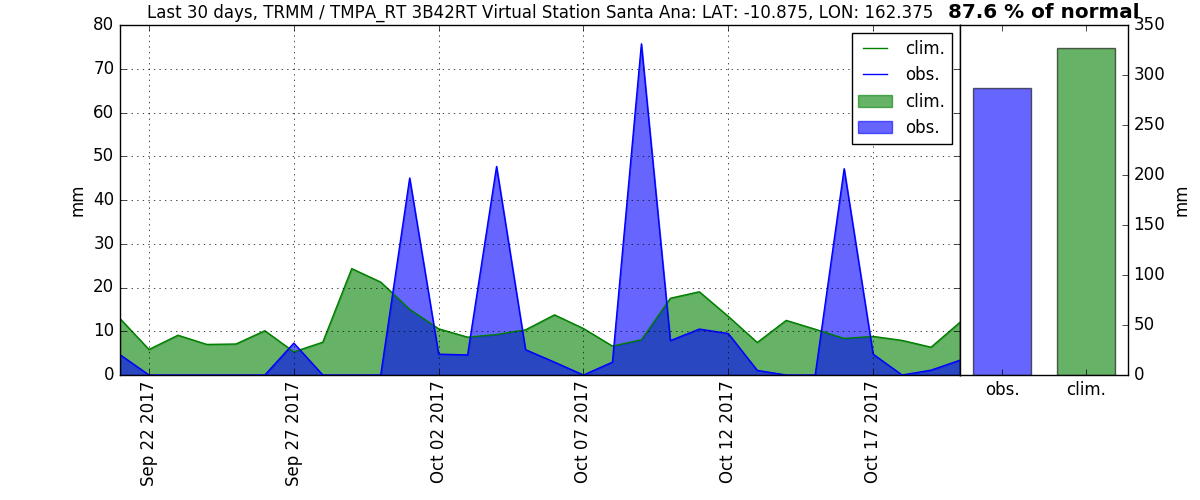 Last 30 days, TRMM / TMPA_RT 3B42RT Virtual Station Santa Ana: LAT: -10.875, LON: 162.375
87.6 % of normal
80
70
60
50
40
30
20
10
0
mm
clim.
obs.
clim.
obs.
Sep 22 2017
Sep 27 2017
Oct 02 2017
Oct 07 2017
Oct 12 2017
Oct 17 2017
350
300
250
200
150
100
50
0
mm
obs.
clim.